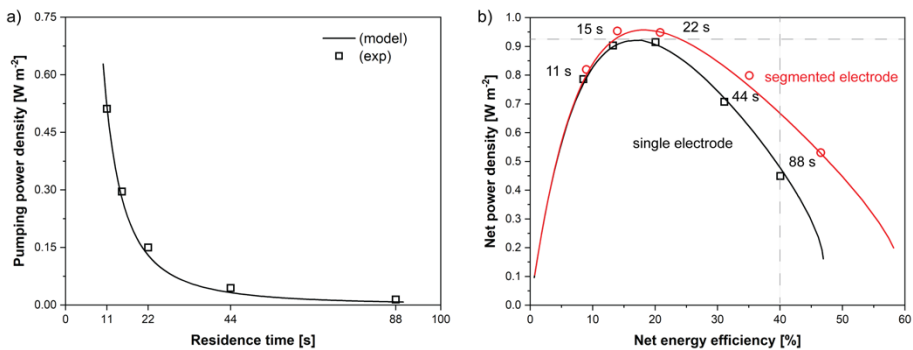 a)
0.75
0.60
0.45
0.30
0.15
0.00
Pumping power density [W m⁻²]
(model)
(exp)
0
11
22
44
88
100
Residence time [s]
b)
1.0
0.9
0.8
0.7
0.6
0.5
0.4
0.3
0.2
0.1
0.0
Net power density [W m⁻²]
15 s
22 s
11 s
segmented electrode
44 s
single electrode
88 s
0
10
20
30
40
50
60
Net energy efficiency [%]